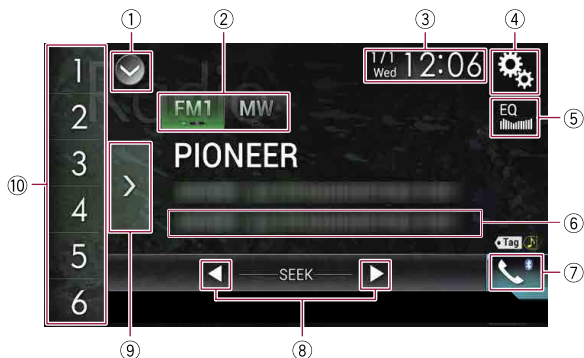 ① ② ③ ④
1 1/1 Wed 12:06
Radio
2 FM1 MW EQ ⑤
3 PIONEER
⑩ 4 ⑥
5 Tag
SEEK ⑦
6
⑨ ⑧